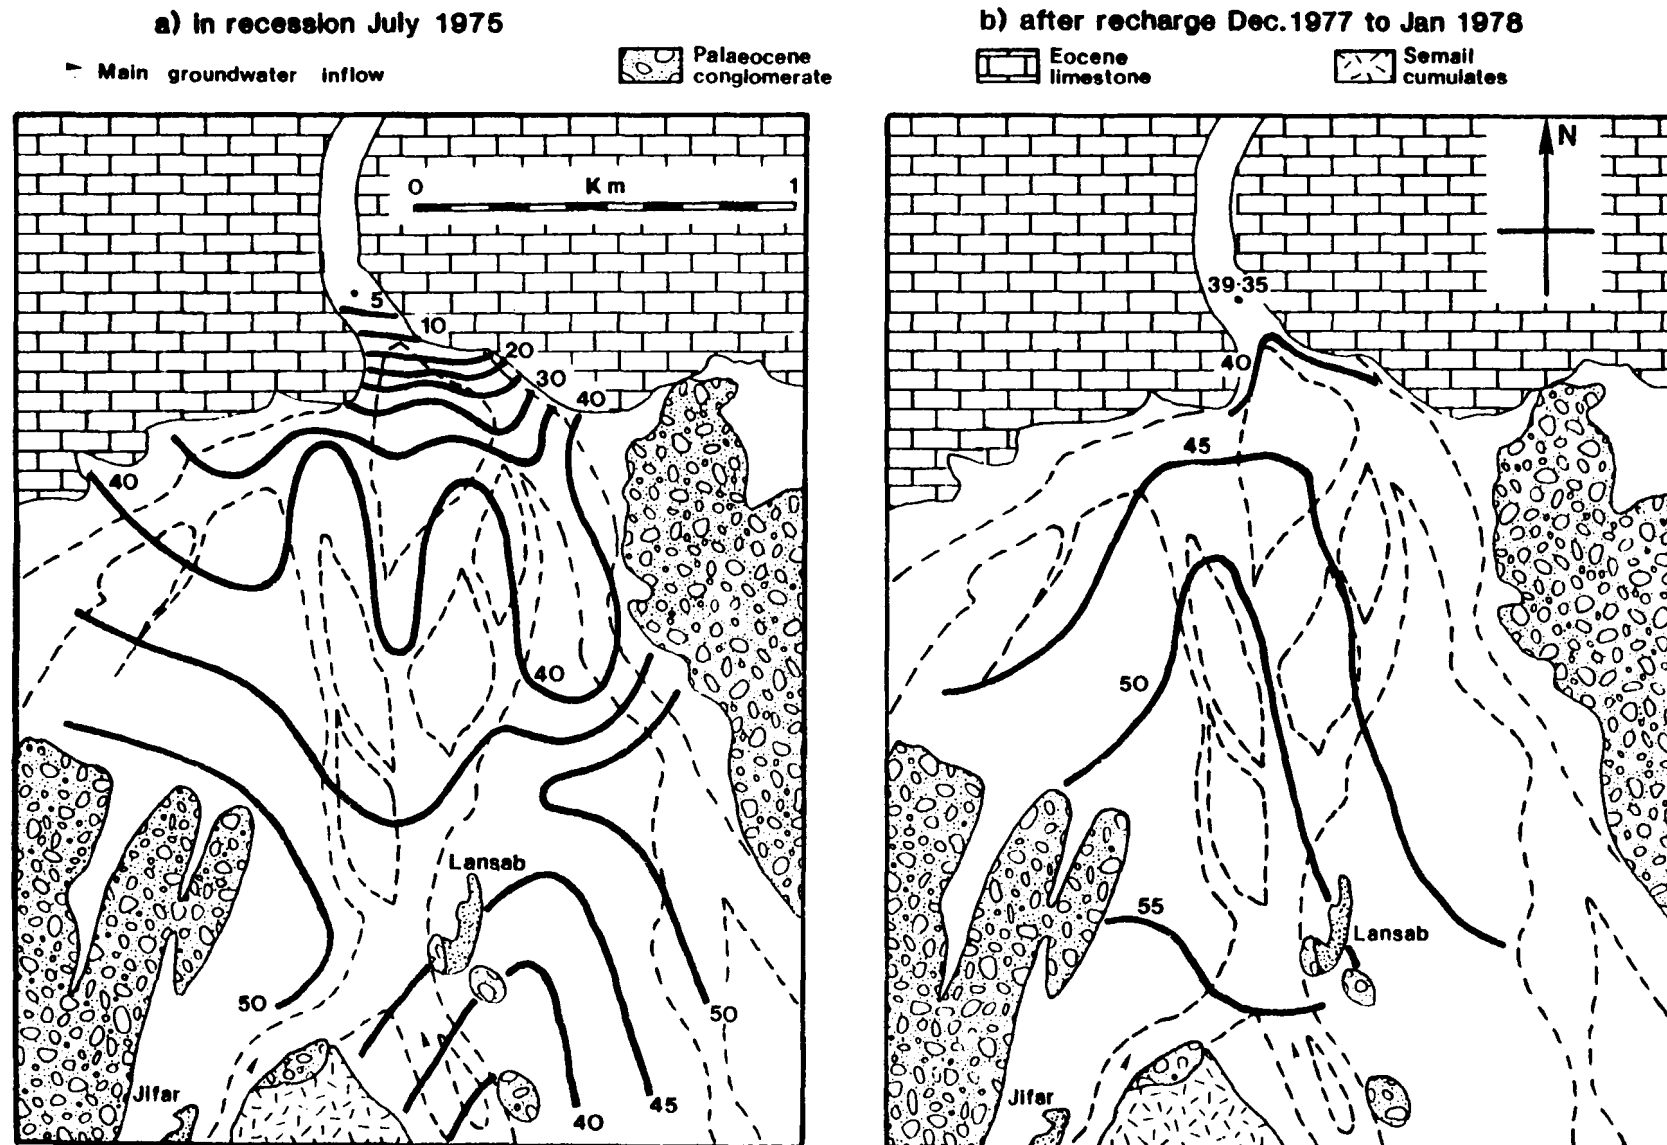 a) in recession July 1975
b) after recharge Dec.1977 to Jan 1978
Main groundwater inflow
Palaeocene
conglomerate
Eocene
limestone
Semail
cumulates
0 Km 1
5
10
20
30
40
40
40
Lansab
50
50
Jifar
45
40
N
39·35
40
45
50
55
Lansab
Jifar